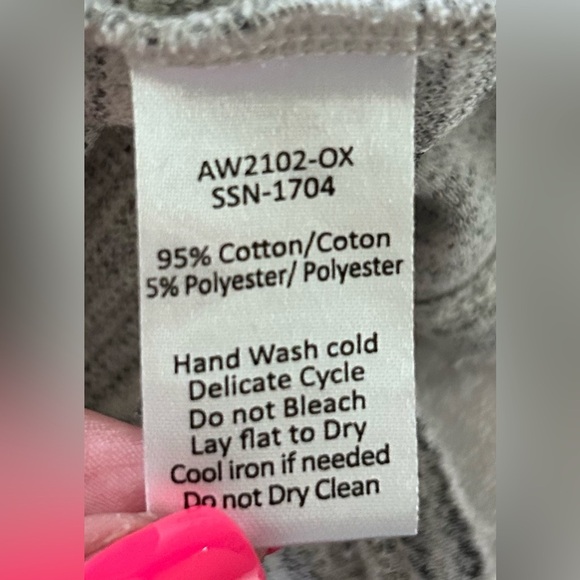 AW2102-OX
SSN-1704
95% Cotton/Coton
5% Polyester/ Polyester
Hand Wash cold
Delicate Cycle
Do not Bleach
Lay flat to Dry
Cool iron if needed
Do not Dry Clean